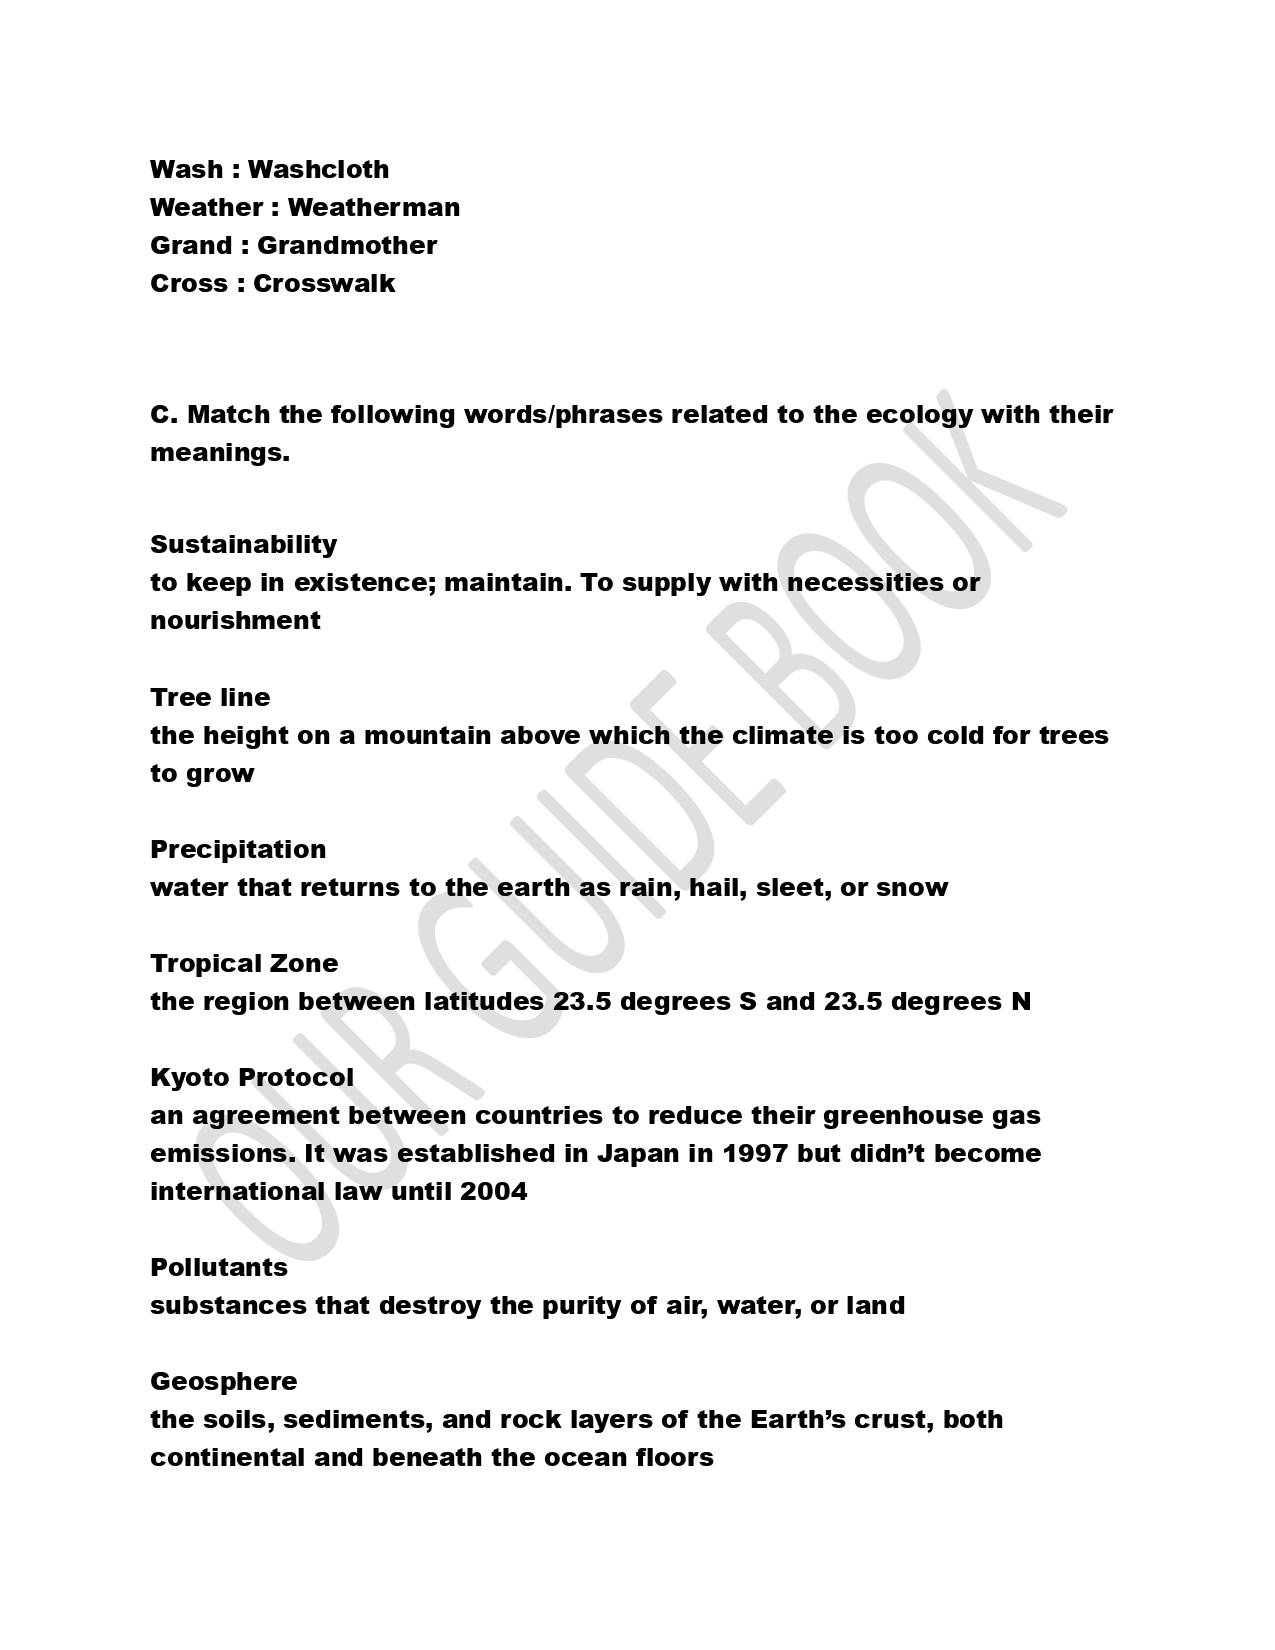 Wash : Washcloth
Weather : Weatherman
Grand : Grandmother
Cross : Crosswalk
C. Match the following words/phrases related to the ecology with their
meanings.
Sustainability
to keep in existence; maintain. To supply with necessities or
nourishment
Tree line
the height on a mountain above which the climate is too cold for trees
to grow
Precipitation
water that returns to the earth as rain, hail, sleet, or snow
Tropical Zone
the region between latitudes 23.5 degrees S and 23.5 degrees N
Kyoto Protocol
an agreement between countries to reduce their greenhouse gas
emissions. It was established in Japan in 1997 but didn’t become
international law until 2004
Pollutants
substances that destroy the purity of air, water, or land
Geosphere
the soils, sediments, and rock layers of the Earth’s crust, both
continental and beneath the ocean floors
OUR GUIDE BOOK